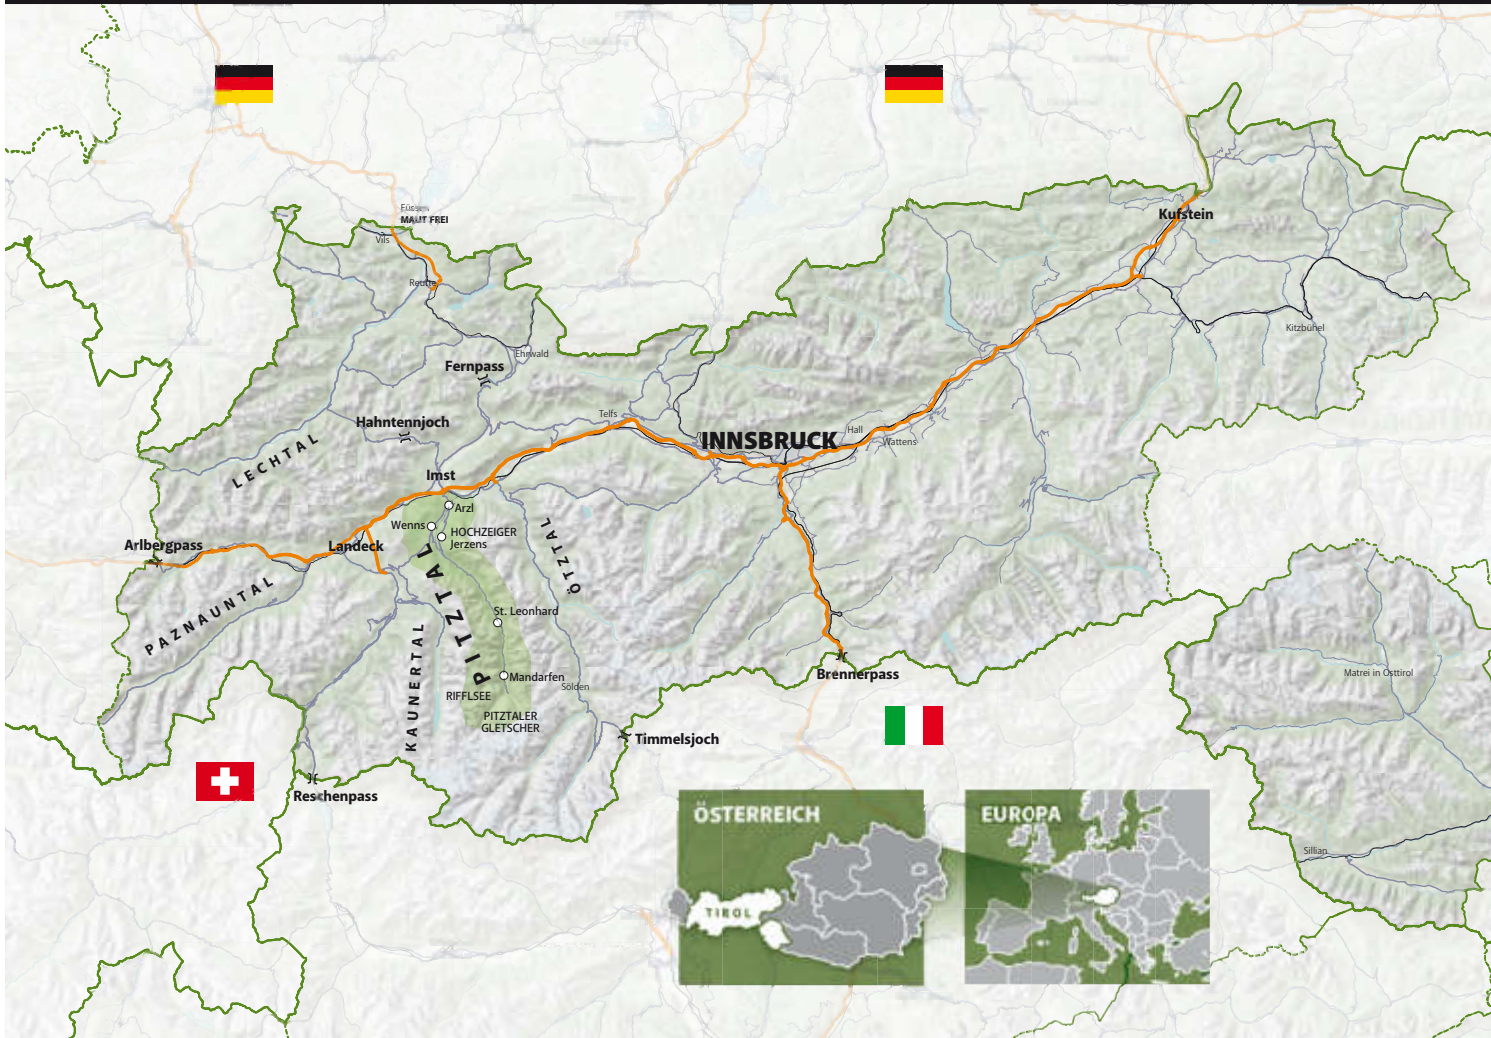 Füssen
MAUT FREI
Vils
Kufstein
Reutte
Kitzbühel
Ehrwald
Fernpass
Telfs
Hahntennjoch
INNSBRUCK
Hall
Wattens
LECHTAL
Imst
Arzl
Wenns
HOCHZEIGER
Jerzens
Arlbergpass
Landeck
ÖTZTAL
PITZTAL
PAZNAUNTAL
St. Leonhard
KAUNERTAL
Mandarfen
RIFFLSEE
Sölden
Brennerpass
Matrei in Osttirol
PITZTALER
GLETSCHER
Timmelsjoch
Reschenpass
ÖSTERREICH
EUROPA
TIROL
Sillian